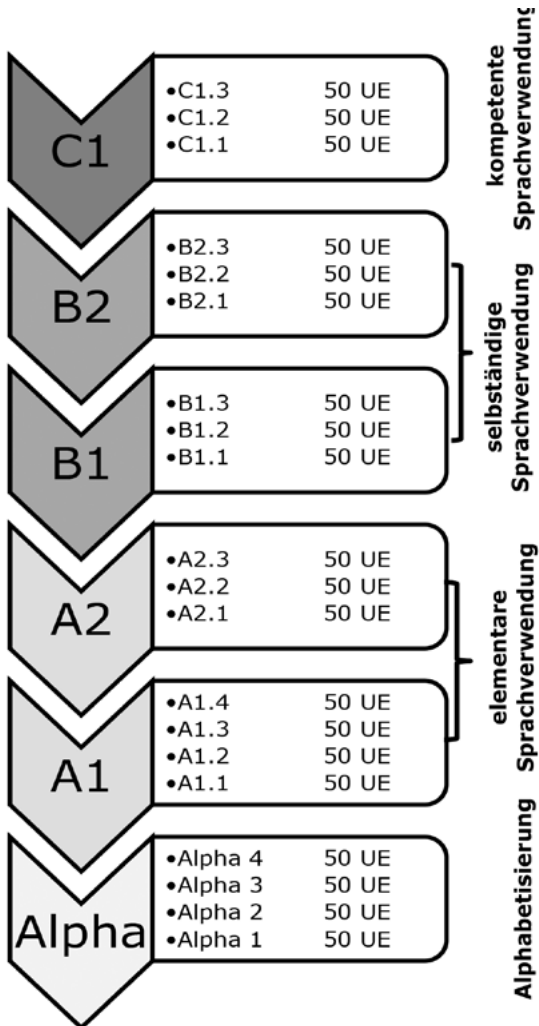 C1
•C1.3 50 UE
•C1.2 50 UE
•C1.1 50 UE
kompetente
Sprachverwendung
B2
•B2.3 50 UE
•B2.2 50 UE
•B2.1 50 UE
B1
•B1.3 50 UE
•B1.2 50 UE
•B1.1 50 UE
selbständige
Sprachverwendung
A2
•A2.3 50 UE
•A2.2 50 UE
•A2.1 50 UE
A1
•A1.4 50 UE
•A1.3 50 UE
•A1.2 50 UE
•A1.1 50 UE
elementare
Sprachverwendung
Alpha
•Alpha 4 50 UE
•Alpha 3 50 UE
•Alpha 2 50 UE
•Alpha 1 50 UE
Alphabetisierung